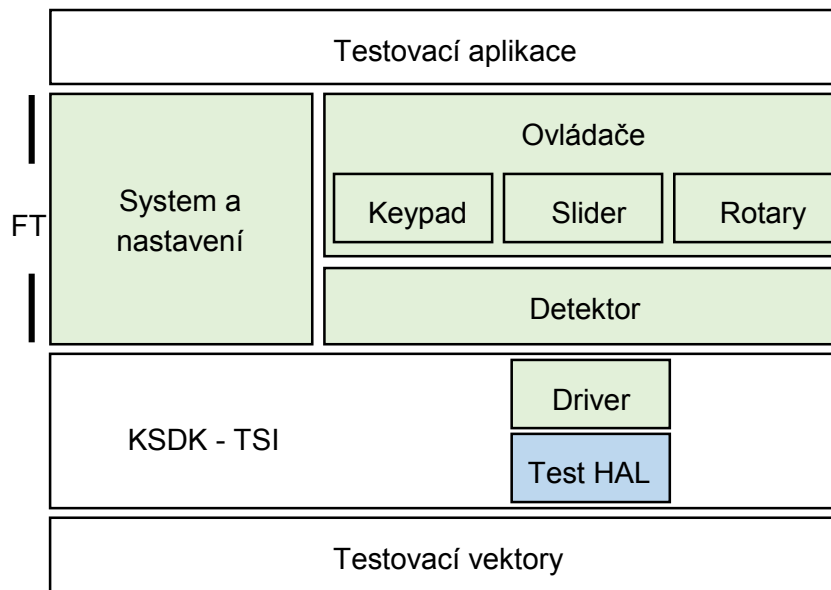 Testovací aplikace
FT
System a
nastavení
Ovládače
Keypad
Slider
Rotary
Detektor
KSDK - TSI
Driver
Test HAL
Testovací vektory